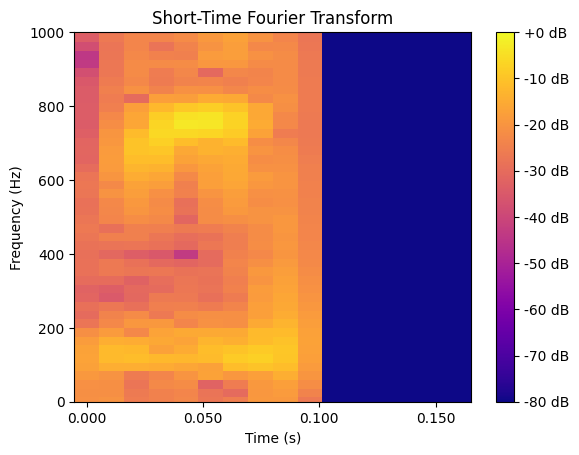 Short-Time Fourier Transform
1000
800
600
400
200
0
Frequency (Hz)
0.000
0.050
0.100
0.150
Time (s)
+0 dB
-10 dB
-20 dB
-30 dB
-40 dB
-50 dB
-60 dB
-70 dB
-80 dB